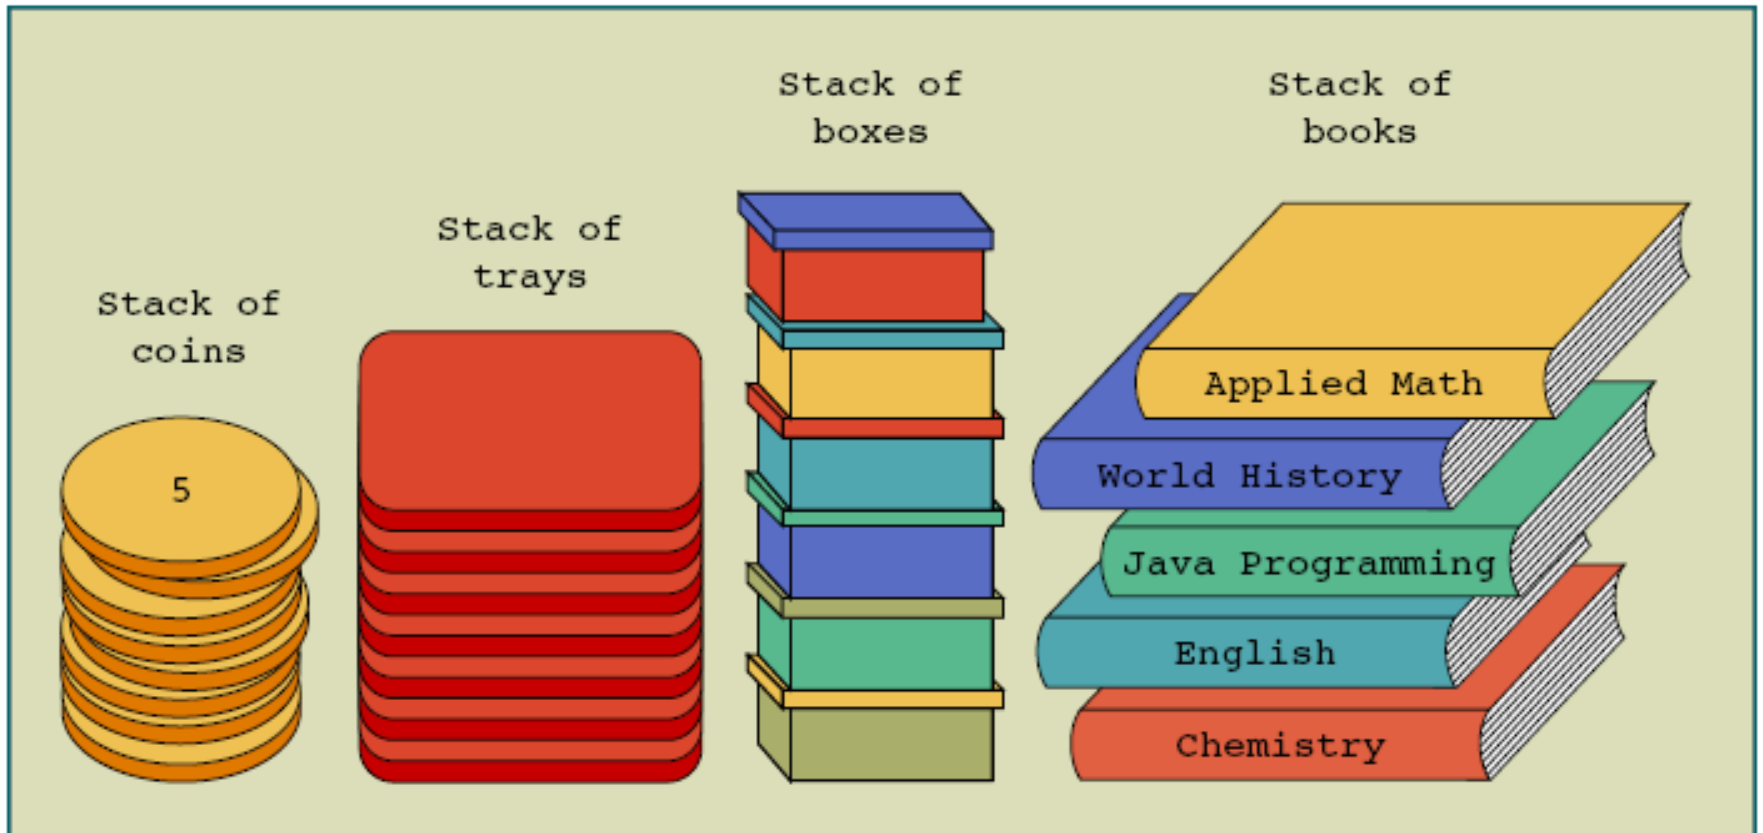 Stack of
coins
5
Stack of
trays
Stack of
boxes
Stack of
books
Applied Math
World History
Java Programming
English
Chemistry